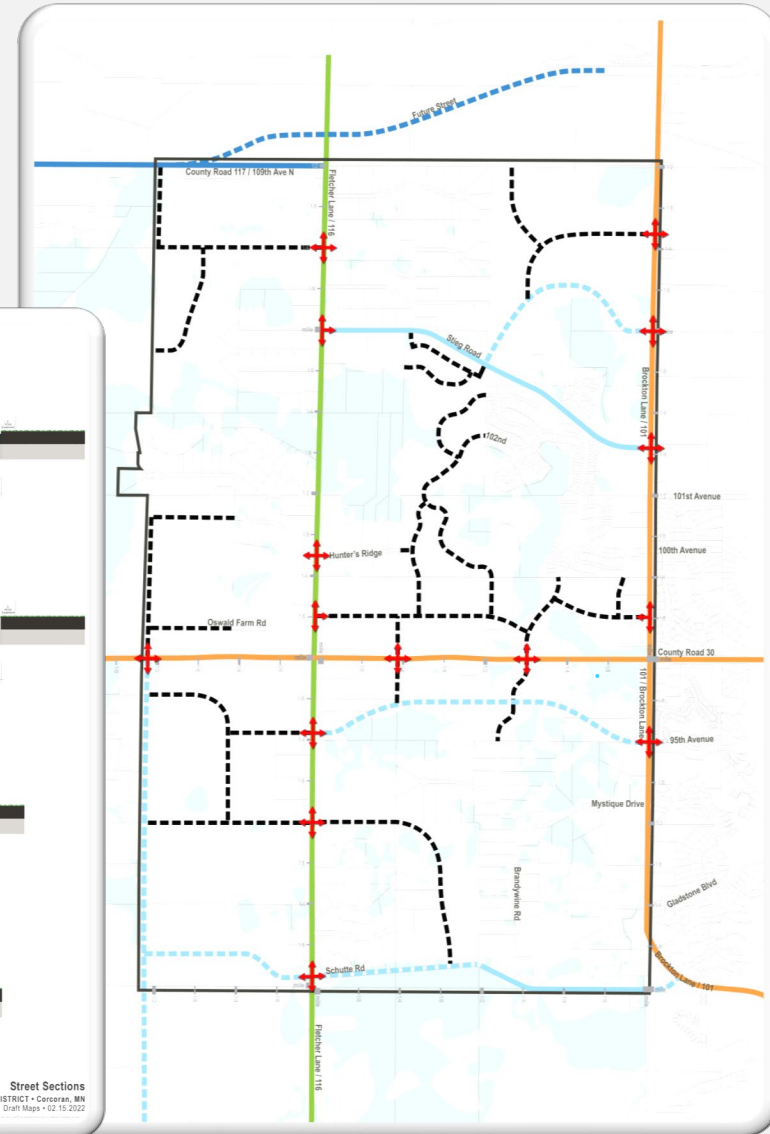 Future Street
County Road 117 / 109th Ave N
Fletcher Lane / 116
Stieg Road
Brockton Lane / 101
102nd
101st Avenue
100th Avenue
Hunter's Ridge
Oswald Farm Rd
County Road 30
101 / Brockton Lane
95th Avenue
Mystique Drive
Brandywine Rd
Gladstone Blvd
Schutte Rd
Brockton Lane / 101
Fletcher Lane / 116
Street Sections
ISTRICT • Corcoran, MN
Draft Maps • 02.15.2022